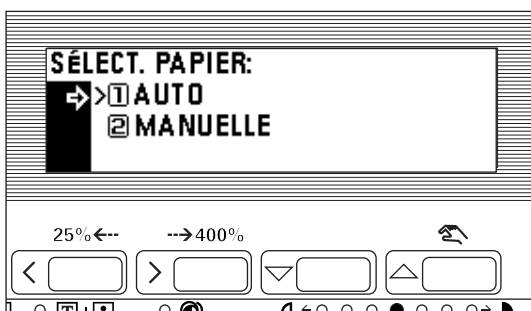 SÉLECT. PAPIER:
>1 AUTO
2 MANUELLE
25% 400%
< >
T